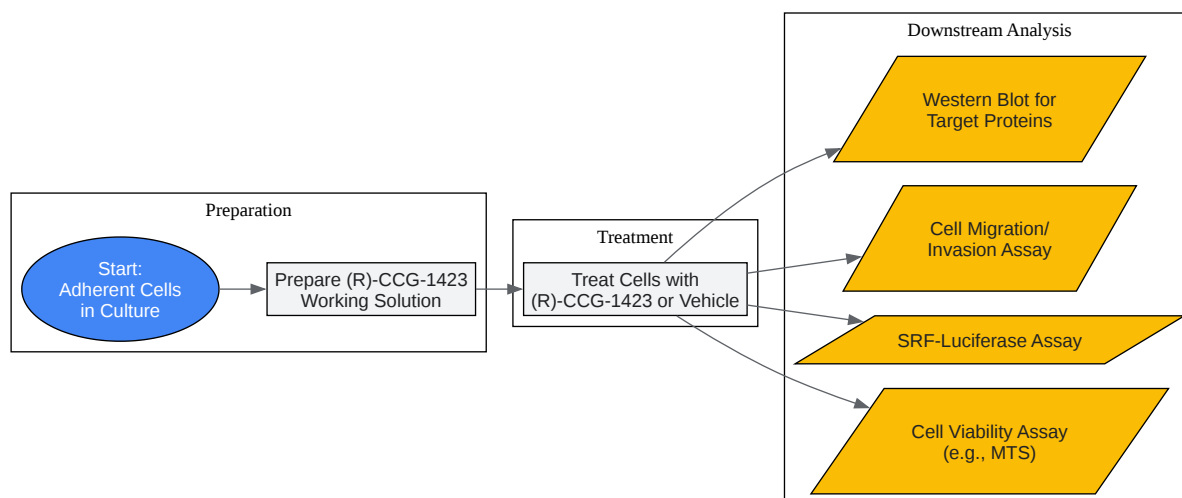 Preparation
Start:
Adherent Cells
in Culture
Prepare (R)-CCG-1423
Working Solution
Treatment
Treat Cells with
(R)-CCG-1423 or Vehicle
Downstream Analysis
Western Blot for
Target Proteins
Cell Migration/
Invasion Assay
SRF-Luciferase Assay
Cell Viability Assay
(e.g., MTS)